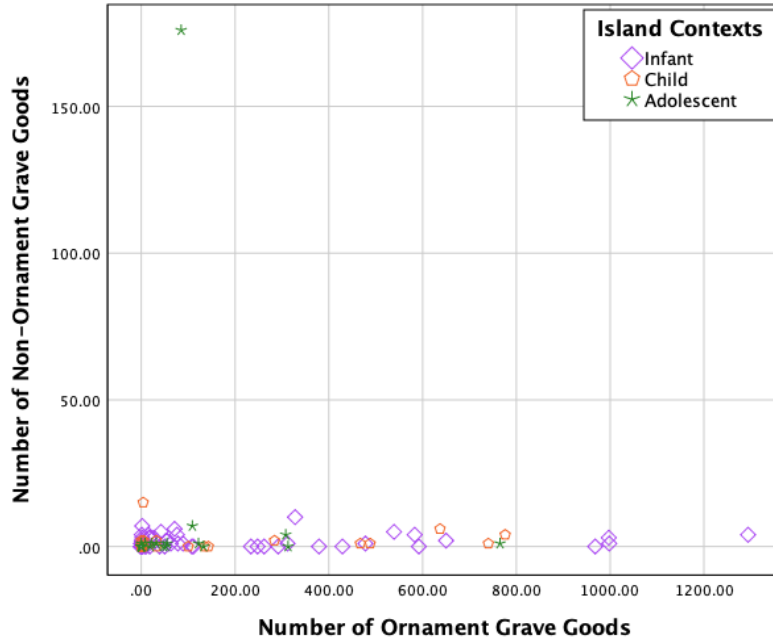 Island Contexts
Infant
Child
Adolescent
Number of Non-Ornament Grave Goods
150.00
100.00
50.00
.00
.00 200.00 400.00 600.00 800.00 1000.00 1200.00
Number of Ornament Grave Goods